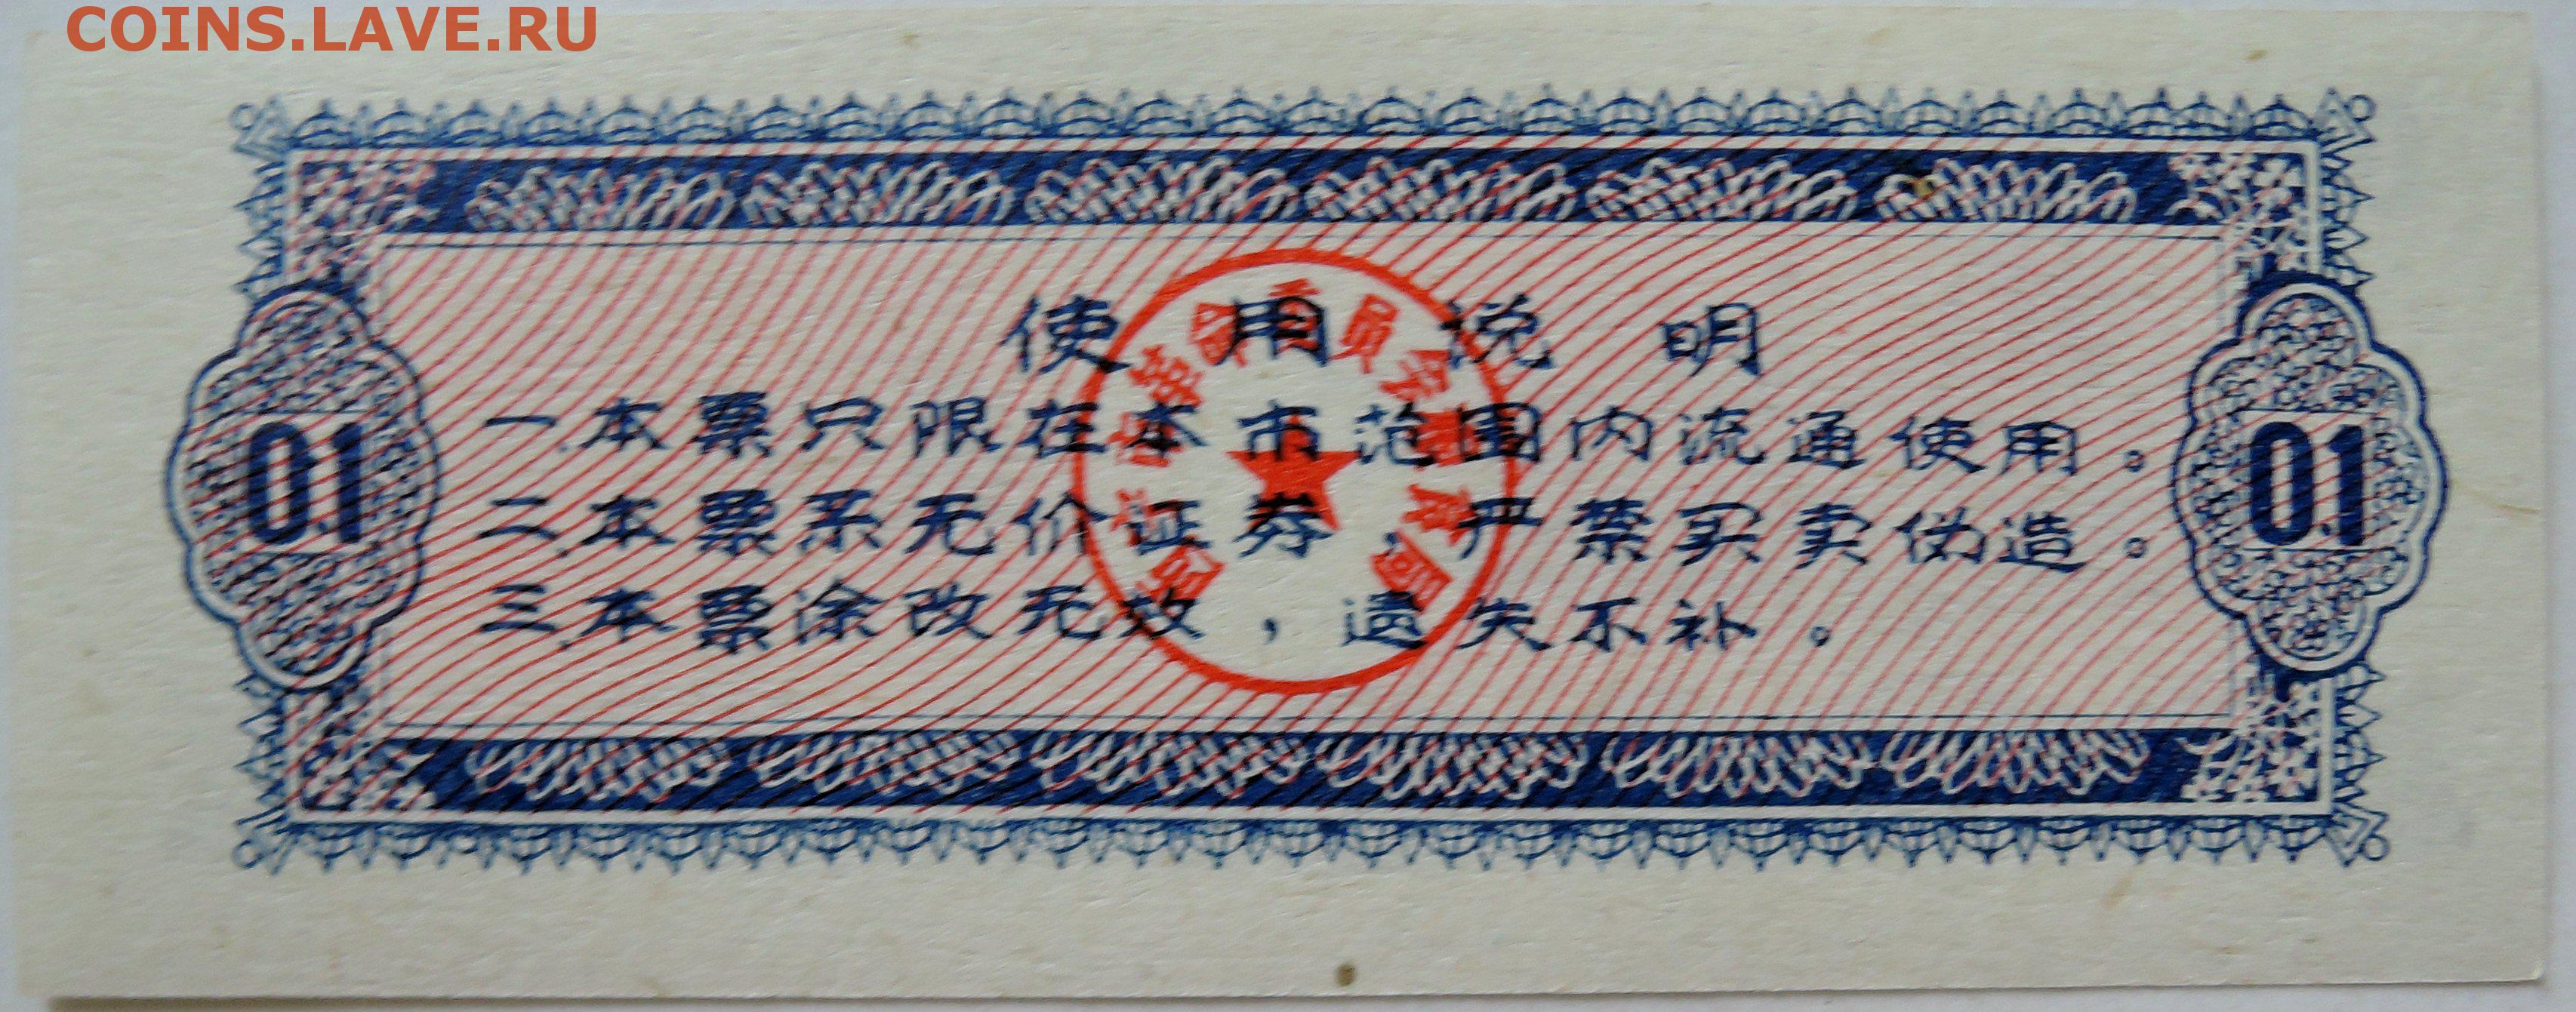 COINS.LAVE.RU
使用说明
一.本票只限在本市范围内流通使用。
0.1
0.1
二.本票系无价证券,严禁买卖伪造。
三.本票涂改无效,遗失不补。